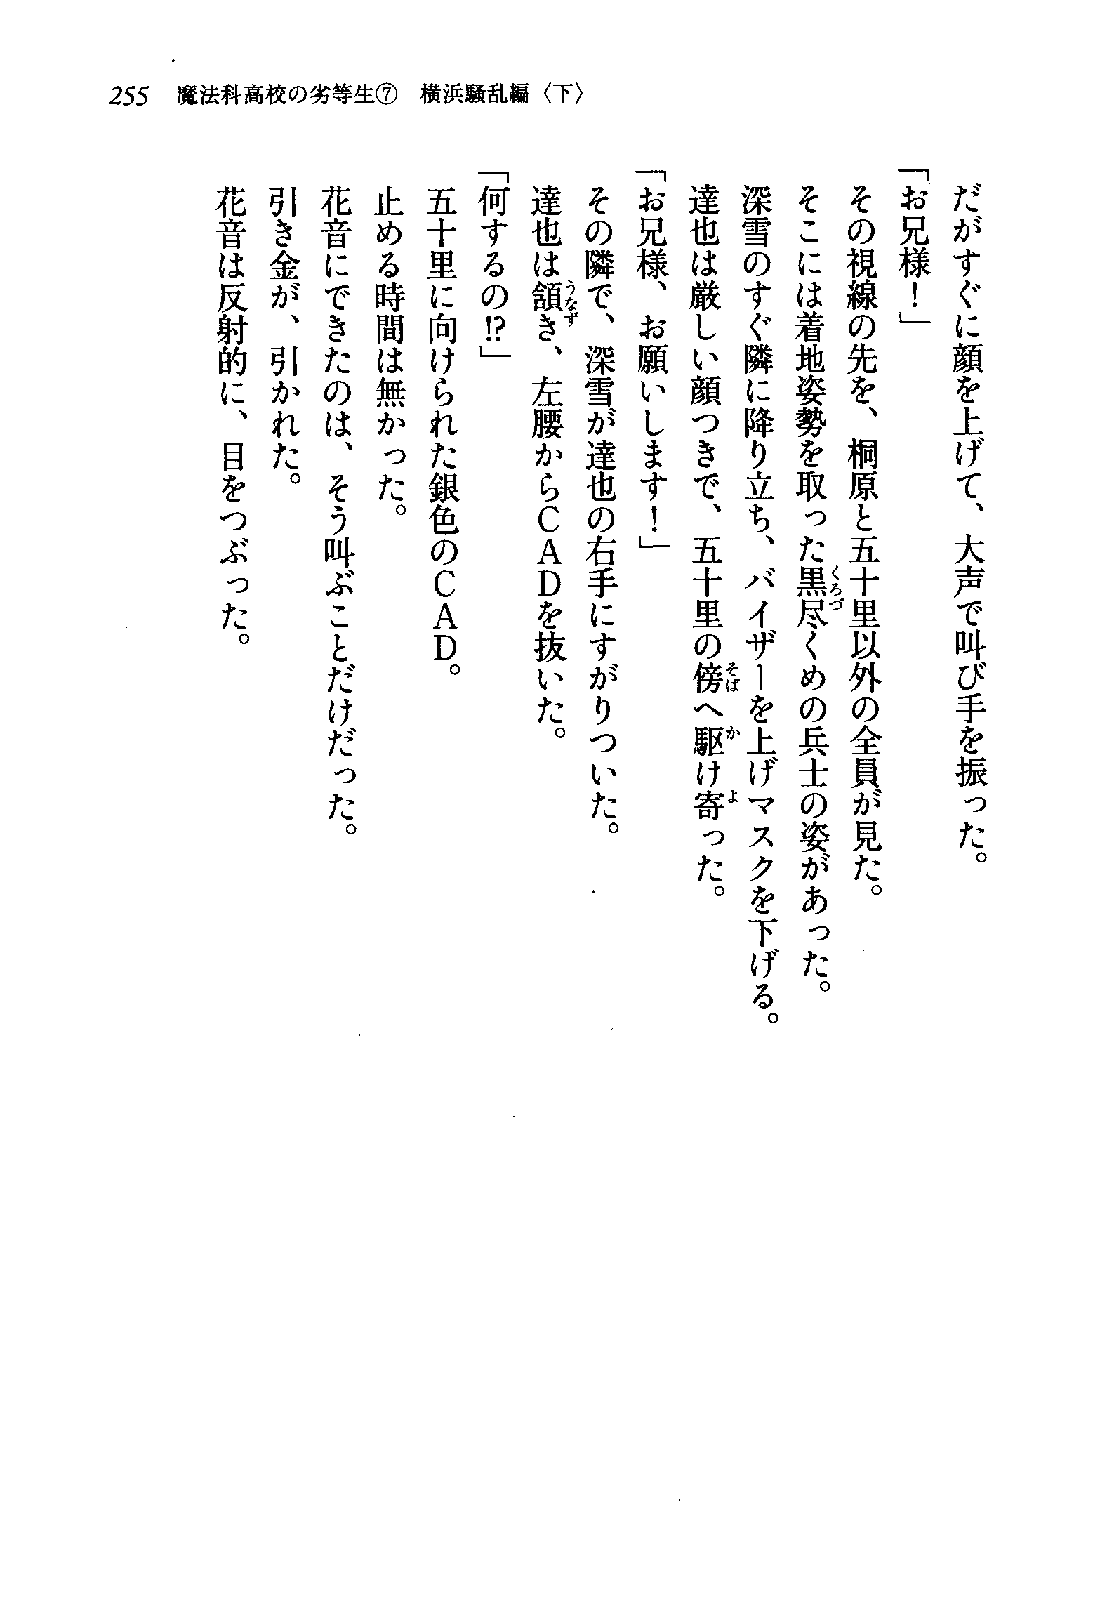 255　魔法科高校の劣等生⑦　横浜騒乱編〈下〉
だがすぐに顔を上げて、大声で叫び手を振った。
「お兄様！」
その視線の先を、桐原と五十里以外の全員が見た。
そこには着地姿勢を取った黒尽くめの兵士の姿があった。
深雪のすぐ隣に降り立ち、バイザーを上げマスクを下げる。
達也は厳しい顔つきで、五十里の傍へ駆け寄った。
「お兄様、お願いします！」
その隣で、深雪が達也の右手にすがりついた。
達也は頷き、左腰からＣＡＤを抜いた。
「何するの!?」
五十里に向けられた銀色のＣＡＤ。
止める時間は無かった。
花音にできたのは、そう叫ぶことだけだった。
引き金が、引かれた。
花音は反射的に、目をつぶった。